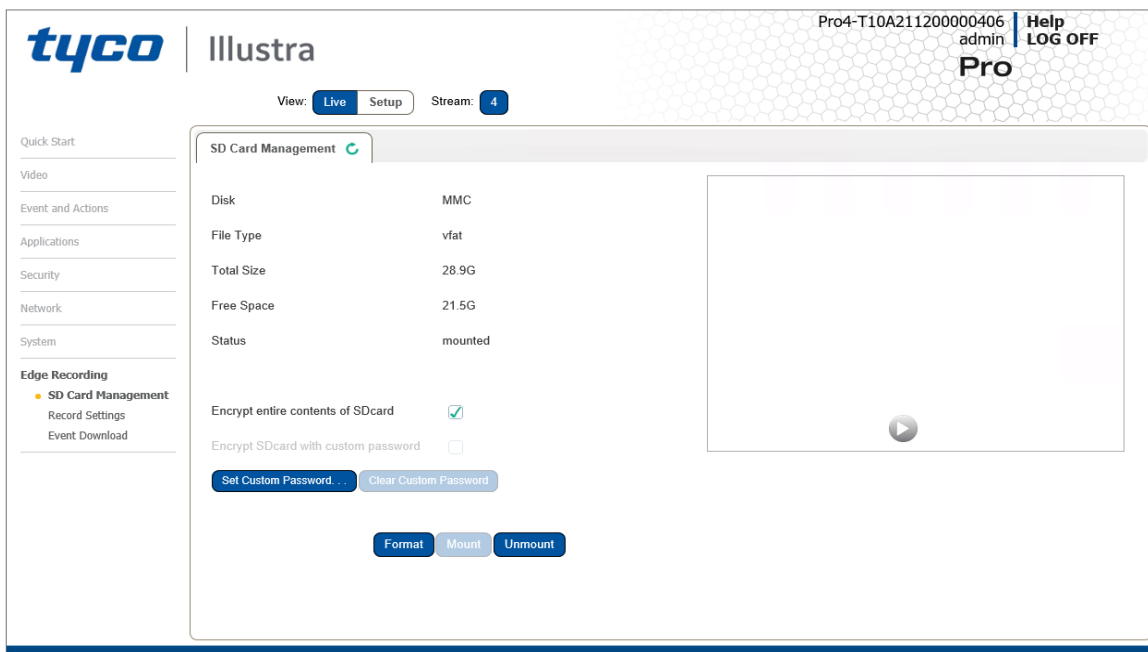 tyco Illustra
Pro4-T10A211200000406 Help
admin LOG OFF
Pro
View: Live Setup Stream: 4
Quick Start
Video
Event and Actions
Applications
Security
Network
System
Edge Recording
SD Card Management
Record Settings
Event Download
SD Card Management
Disk MMC
File Type vfat
Total Size 28.9G
Free Space 21.5G
Status mounted
Encrypt entire contents of SDcard
Encrypt SDcard with custom password
Set Custom Password. . . Clear Custom Password
Format Mount Unmount